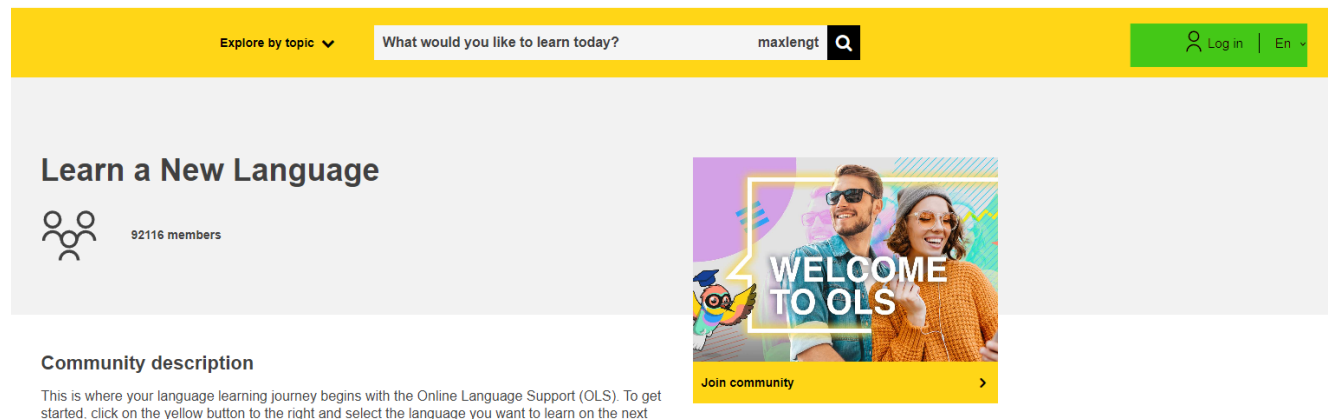 Explore by topic
What would you like to learn today? maxlengt
Log in | En
Learn a New Language
92116 members
WELCOME
TO OLS
Join community
Community description
This is where your language learning journey begins with the Online Language Support (OLS). To get
started, click on the yellow button to the right and select the language you want to learn on the next